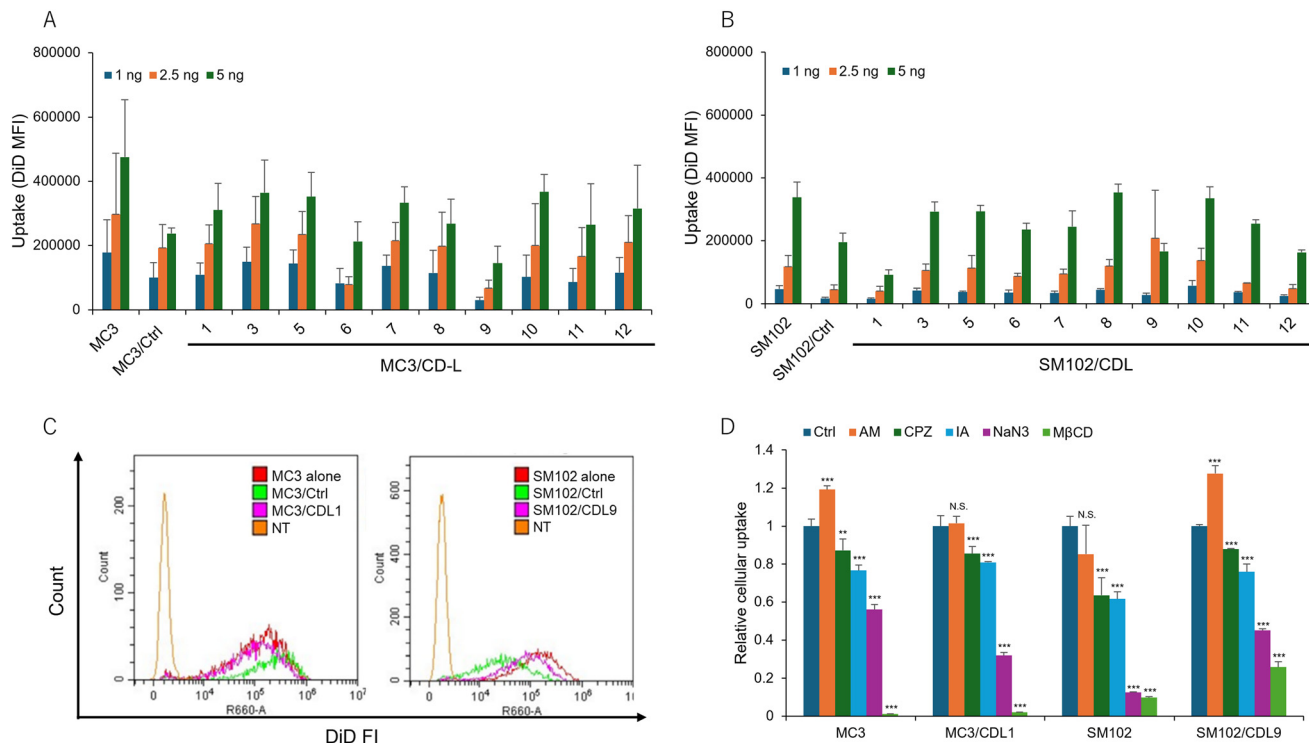 A
800000
600000
400000
200000
0
Uptake (DiD MFI)
1 ng 2.5 ng 5 ng
MC3 MC3/Ctrl 1 3 5 6 7 8 9 10 11 12
MC3/CD-L
B
800000
600000
400000
200000
0
Uptake (DiD MFI)
1 ng 2.5 ng 5 ng
SM102 SM102/Ctrl 1 3 5 6 7 8 9 10 11 12
SM102/CDL
C
Count
200
100
0
Count
MC3 alone
MC3/Ctrl
MC3/CDL1
NT
0 10^4 10^5 10^6 10^7
R660-A
600
400
200
0
Count
SM102 alone
SM102/Ctrl
SM102/CDL9
NT
0 10^4 10^5 10^6
R660-A
DiD FI
D
Ctrl AM CPZ IA NaN3 MβCD
1.4
1.2
1
0.8
0.6
0.4
0.2
0
Relative cellular uptake
*** ** *** *** ***
N.S. *** *** *** ***
N.S. *** *** *** ***
*** *** *** *** ***
MC3 MC3/CDL1 SM102 SM102/CDL9